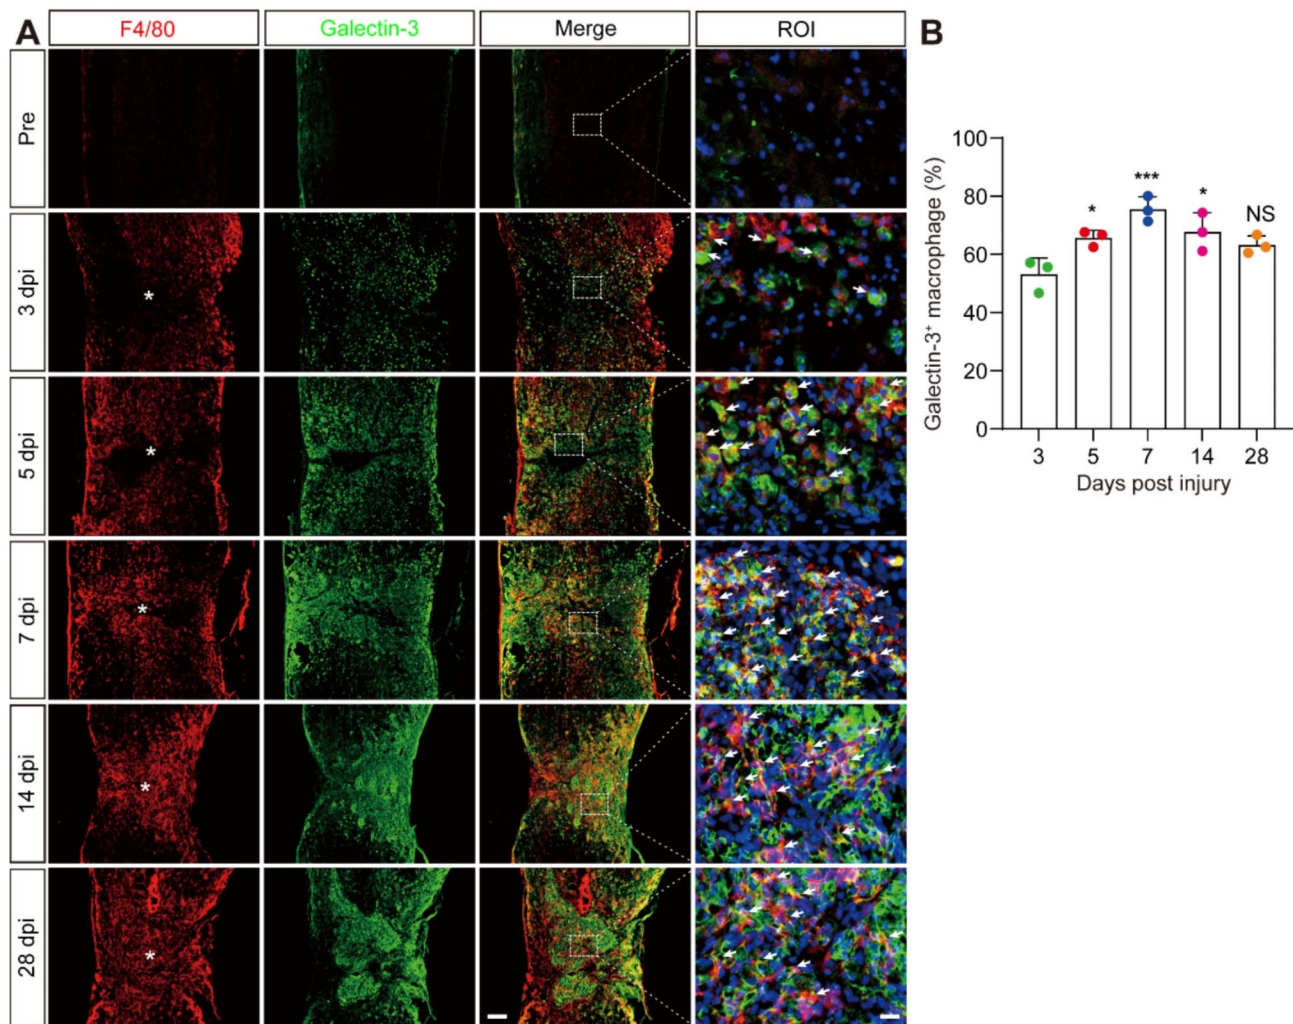 A
F4/80
Galectin-3
Merge
ROI
Pre
3 dpi
*
5 dpi
*
7 dpi
*
14 dpi
*
28 dpi
*
B
Galectin-3⁺ macrophage (%)
100
80
60
40
20
0
*
***
*
NS
3 5 7 14 28
Days post injury